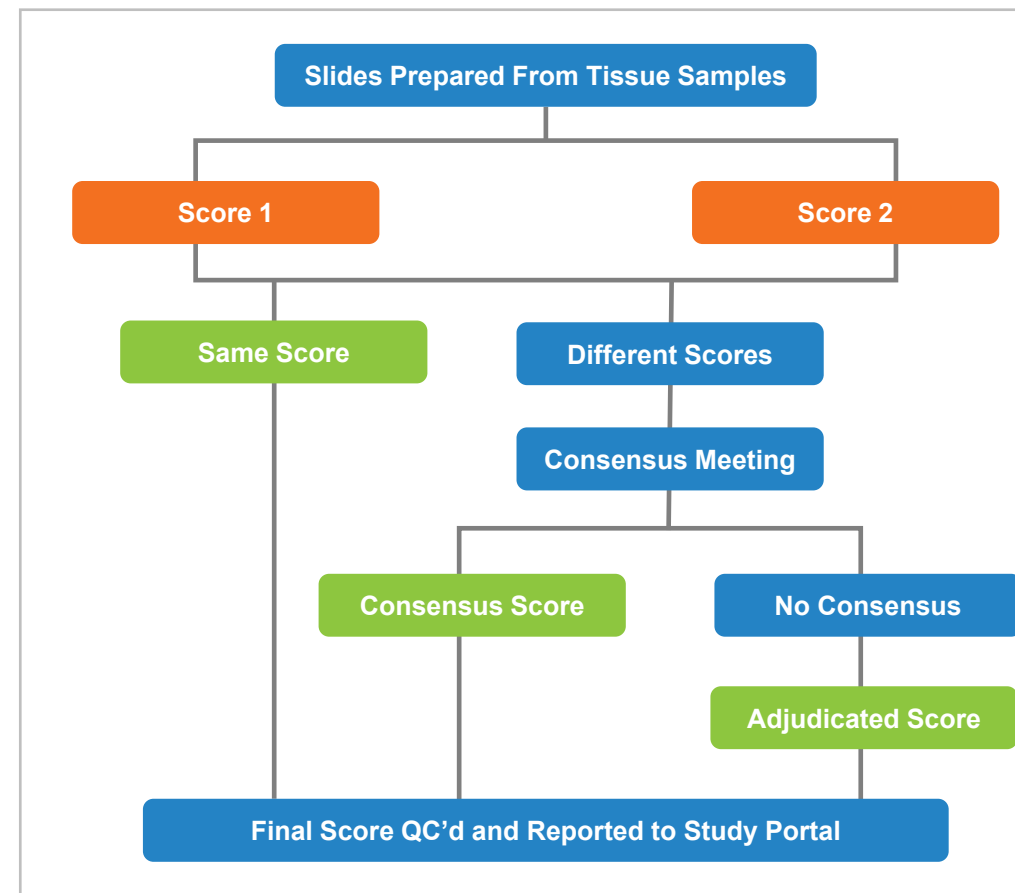 Slides Prepared From Tissue Samples
Score 1
Score 2
Same Score
Different Scores
Consensus Meeting
Consensus Score
No Consensus
Adjudicated Score
Final Score QC’d and Reported to Study Portal